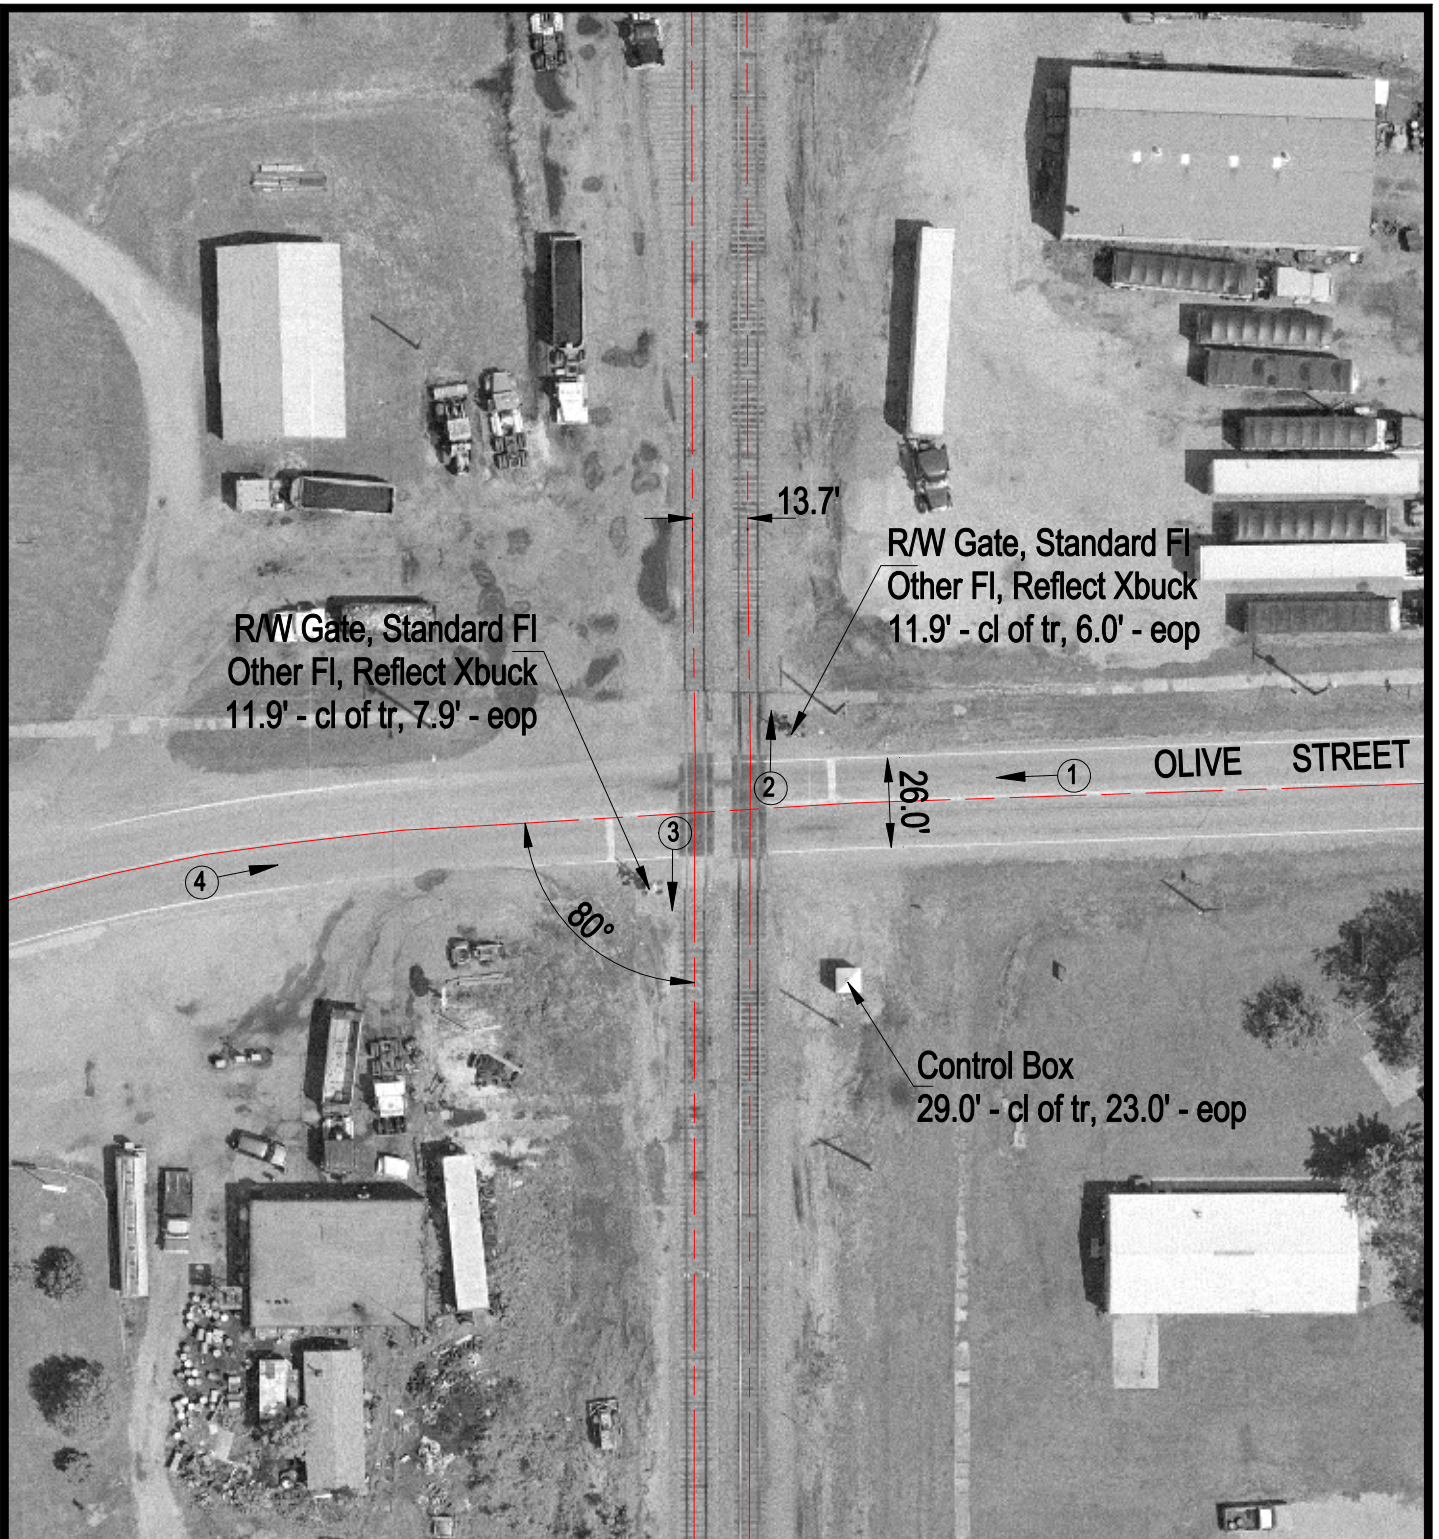 13.7'
R/W Gate, Standard Fl
Other Fl, Reflect Xbuck
11.9' - cl of tr, 6.0' - eop
R/W Gate, Standard Fl
Other Fl, Reflect Xbuck
11.9' - cl of tr, 7.9' - eop
OLIVE STREET
1
2
26.0'
3
4
80°
Control Box
29.0' - cl of tr, 23.0' - eop